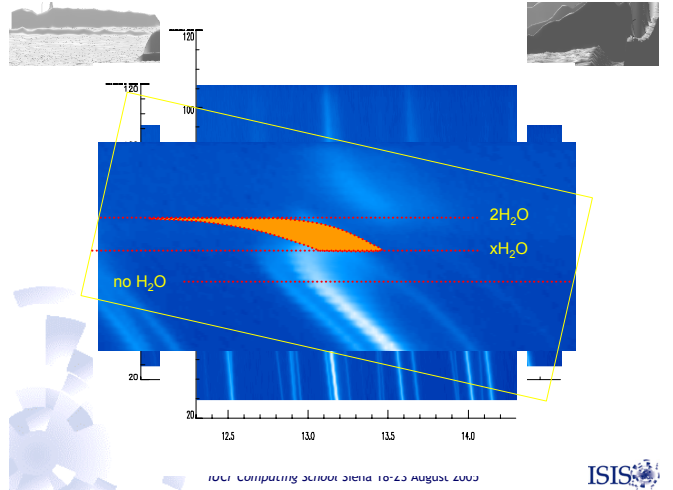 120
120
100
2H₂O
xH₂O
no H₂O
20
20
12.5 13.0 13.5 14.0
IUCr Computing School Siena 18-23 August 2005
ISIS